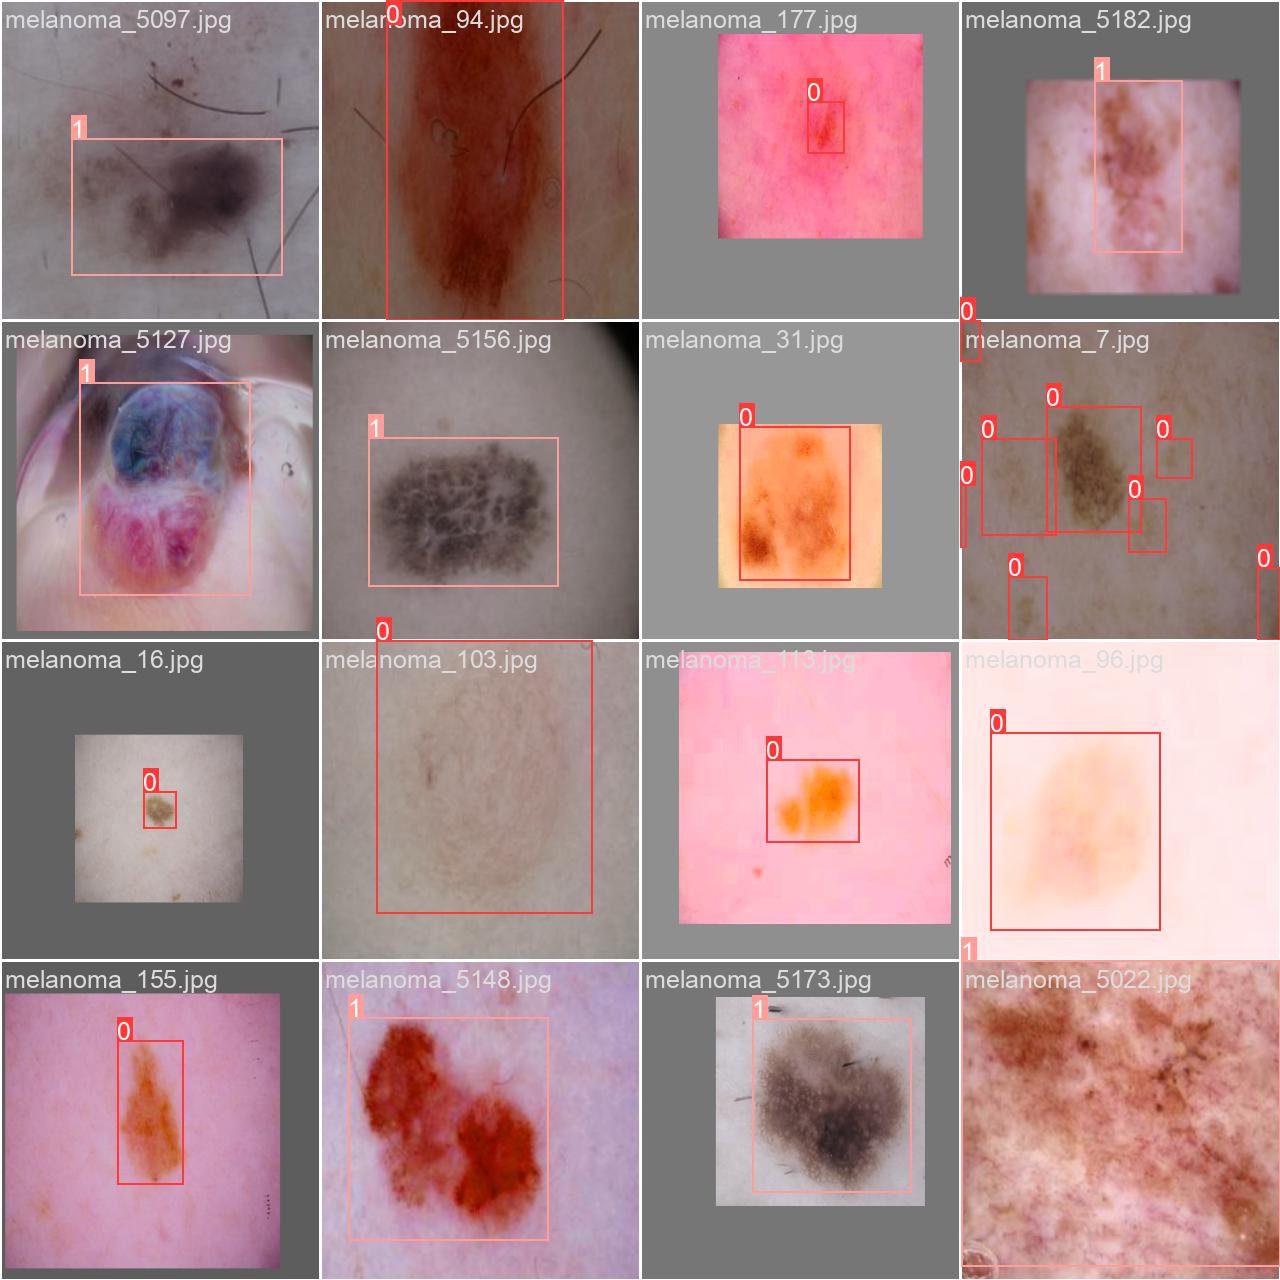 melanoma_5097.jpg
1
melanoma_94.jpg
0
melanoma_177.jpg
0
melanoma_5182.jpg
1
melanoma_5127.jpg
1
melanoma_5156.jpg
1
melanoma_31.jpg
0
melanoma_7.jpg
0
0
0
0
0
0
0
0
melanoma_16.jpg
0
melanoma_103.jpg
0
melanoma_113.jpg
0
melanoma_96.jpg
0
melanoma_155.jpg
0
melanoma_5148.jpg
1
melanoma_5173.jpg
1
melanoma_5022.jpg
1